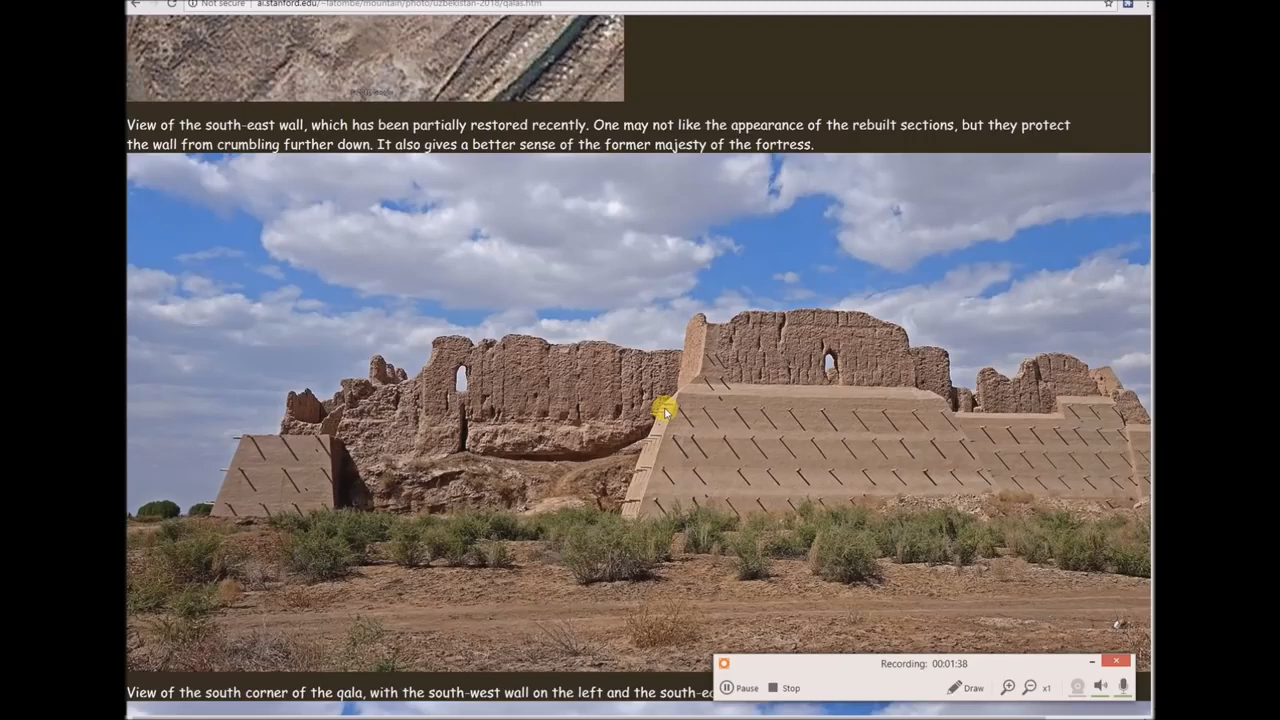 Not secure
ai.stanford.edu/~latombe/mountain/photo/uzbekistan-2018/qalas.htm
View of the south-east wall, which has been partially restored recently. One may not like the appearance of the rebuilt sections, but they protect
the wall from crumbling further down. It also gives a better sense of the former majesty of the fortress.
Recording: 00:01:38
Pause Stop Draw x1
View of the south corner of the qala, with the south-west wall on the left and the